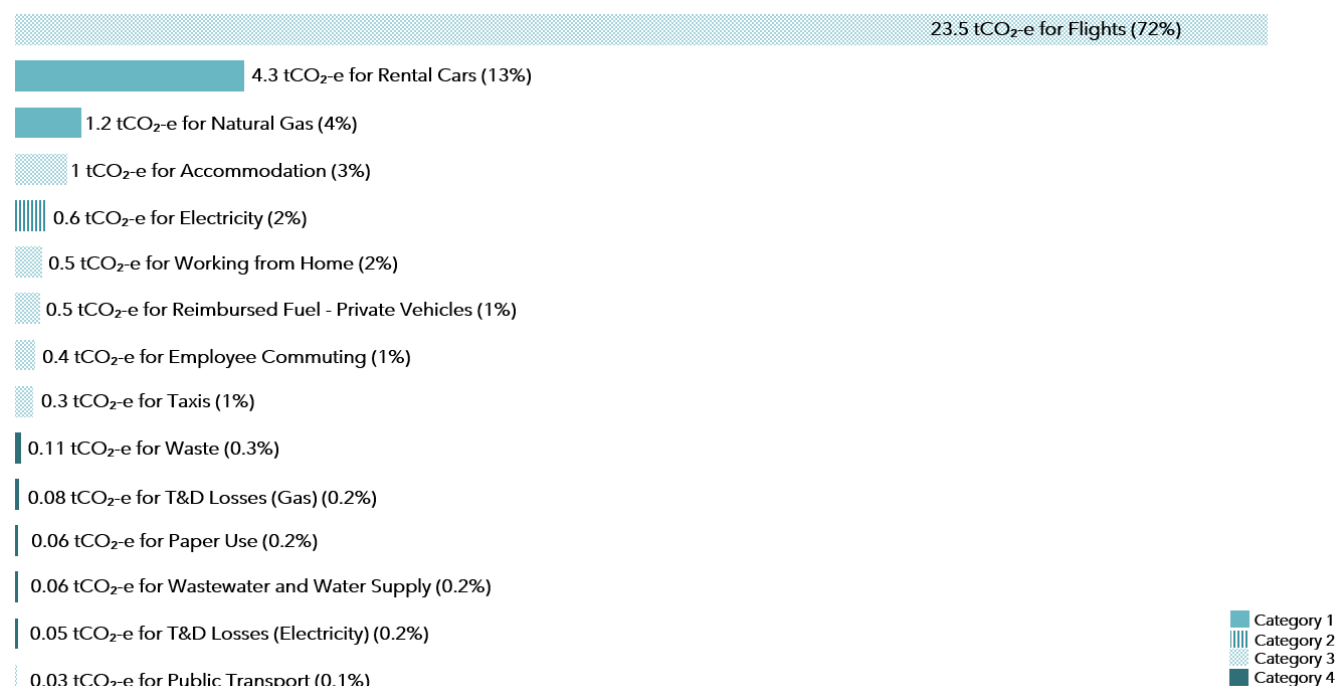 23.5 tCO₂-e for Flights (72%)
4.3 tCO₂-e for Rental Cars (13%)
1.2 tCO₂-e for Natural Gas (4%)
1 tCO₂-e for Accommodation (3%)
0.6 tCO₂-e for Electricity (2%)
0.5 tCO₂-e for Working from Home (2%)
0.5 tCO₂-e for Reimbursed Fuel - Private Vehicles (1%)
0.4 tCO₂-e for Employee Commuting (1%)
0.3 tCO₂-e for Taxis (1%)
0.11 tCO₂-e for Waste (0.3%)
0.08 tCO₂-e for T&D Losses (Gas) (0.2%)
0.06 tCO₂-e for Paper Use (0.2%)
0.06 tCO₂-e for Wastewater and Water Supply (0.2%)
0.05 tCO₂-e for T&D Losses (Electricity) (0.2%)
0.03 tCO₂-e for Public Transport (0.1%)
Category 1
Category 2
Category 3
Category 4